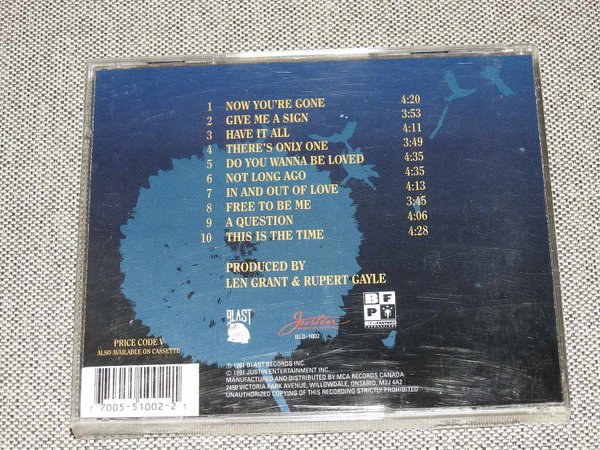 1 NOW YOU'RE GONE 4:20
2 GIVE ME A SIGN 3:53
3 HAVE IT ALL 4:11
4 THERE'S ONLY ONE 3:49
5 DO YOU WANNA BE LOVED 4:35
6 NOT LONG AGO 4:35
7 IN AND OUT OF LOVE 4:13
8 FREE TO BE ME 3:45
9 A QUESTION 4:06
10 THIS IS THE TIME 4:28
PRODUCED BY
LEN GRANT & RUPERT GAYLE
BLAST
Justin
BLD-1002
BF
P
PRICE CODE V
ALSO AVAILABLE ON CASSETTE
℗ 1991 BLAST RECORDS INC.
© 1991 JUSTIN ENTERTAINMENT INC.
MANUFACTURED AND DISTRIBUTED BY MCA RECORDS CANADA
2450 VICTORIA PARK AVENUE, WILLOWDALE, ONTARIO, M2J 4A2
UNAUTHORIZED COPYING OF THIS RECORDING STRICTLY PROHIBITED
7 7005-51002-2 1